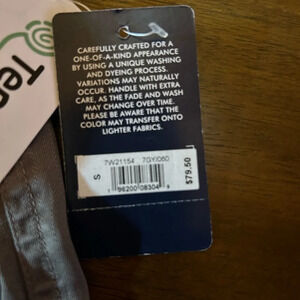 CAREFULLY CRAFTED FOR A
ONE-OF-A-KIND APPEARANCE
BY USING A UNIQUE WASHING
AND DYEING PROCESS.
VARIATIONS MAY NATURALLY
OCCUR. HANDLE WITH EXTRA
CARE, AS THE FADE AND WASH
MAY CHANGE OVER TIME.
PLEASE BE AWARE THAT THE
COLOR MAY TRANSFER ONTO
LIGHTER FABRICS.
7W21154 7GYI060
S
$79.50